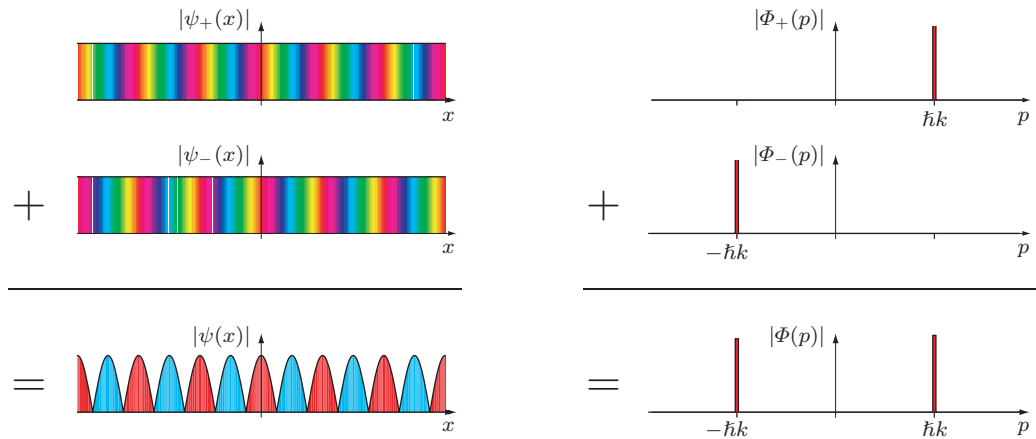 |ψ₊(x)|
x
|Φ₊(p)|
ħk
p
+
|ψ₋(x)|
x
+
|Φ₋(p)|
−ħk
p
=
|ψ(x)|
x
=
|Φ(p)|
−ħk
ħk
p